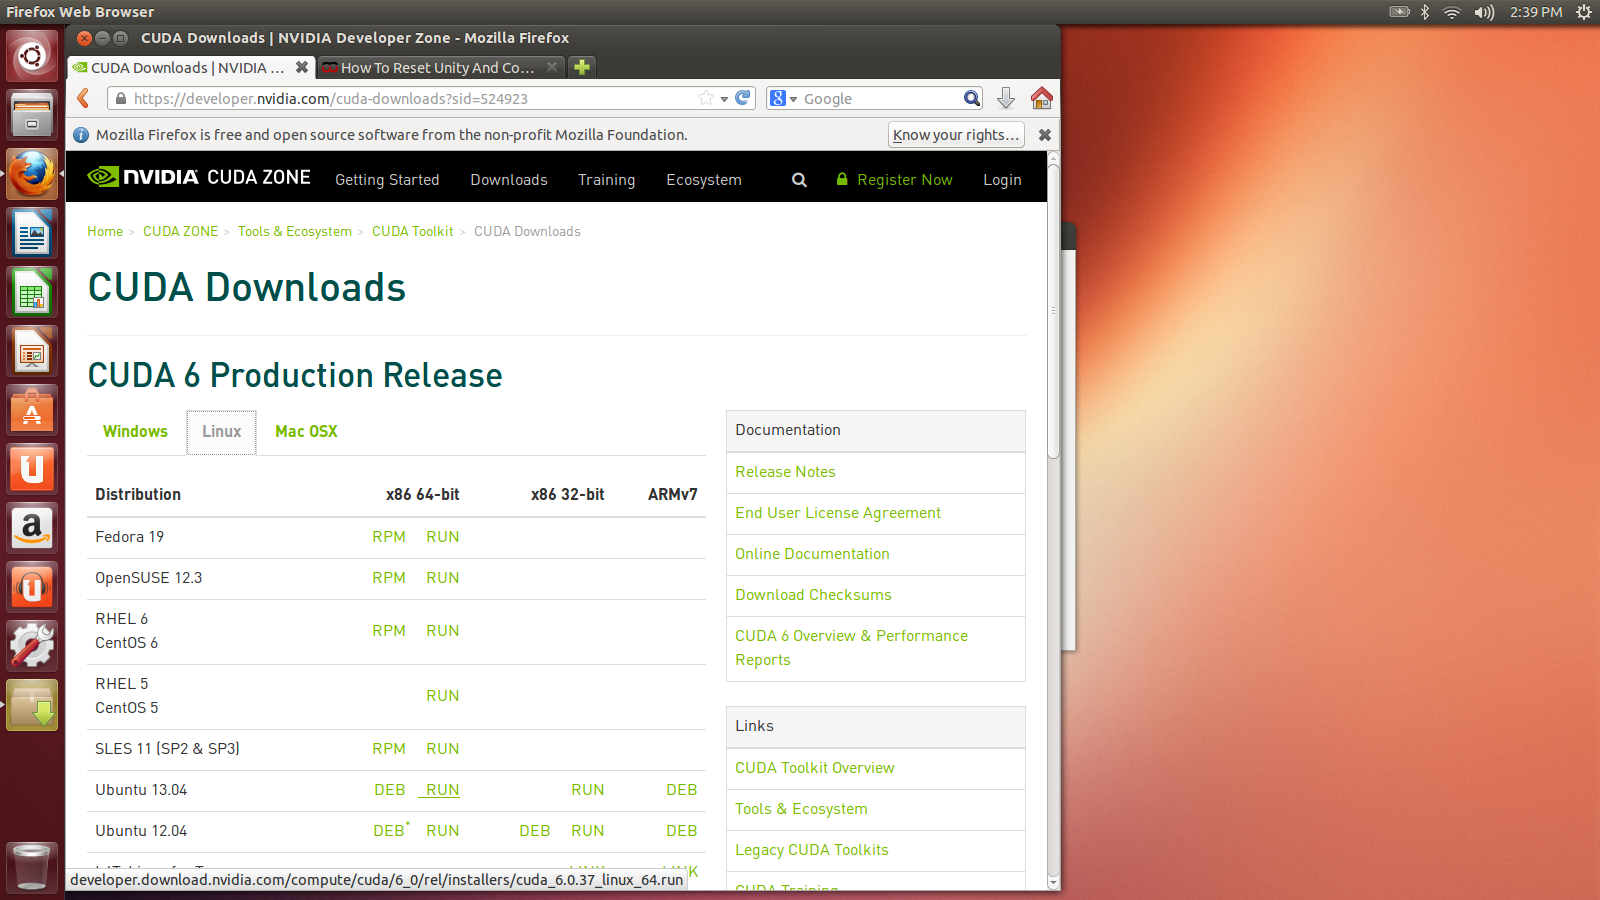 Firefox Web Browser
2:39 PM
CUDA Downloads | NVIDIA Developer Zone - Mozilla Firefox
CUDA Downloads | NVIDIA ...
How To Reset Unity And Co...
https://developer.nvidia.com/cuda-downloads?sid=524923
Google
Mozilla Firefox is free and open source software from the non-profit Mozilla Foundation.
Know your rights...
NVIDIA CUDA ZONE Getting Started Downloads Training Ecosystem Register Now Login
Home > CUDA ZONE > Tools & Ecosystem > CUDA Toolkit > CUDA Downloads
CUDA Downloads
CUDA 6 Production Release
Windows Linux Mac OSX
Distribution x86 64-bit x86 32-bit ARMv7
Fedora 19 RPM RUN
OpenSUSE 12.3 RPM RUN
RHEL 6
CentOS 6
RPM RUN
RHEL 5
CentOS 5
RUN
SLES 11 (SP2 & SP3) RPM RUN
Ubuntu 13.04 DEB RUN RUN DEB
Ubuntu 12.04 DEB* RUN DEB RUN DEB
Documentation
Release Notes
End User License Agreement
Online Documentation
Download Checksums
CUDA 6 Overview & Performance
Reports
Links
CUDA Toolkit Overview
Tools & Ecosystem
Legacy CUDA Toolkits
CUDA Training
developer.download.nvidia.com/compute/cuda/6_0/rel/installers/cuda_6.0.37_linux_64.run